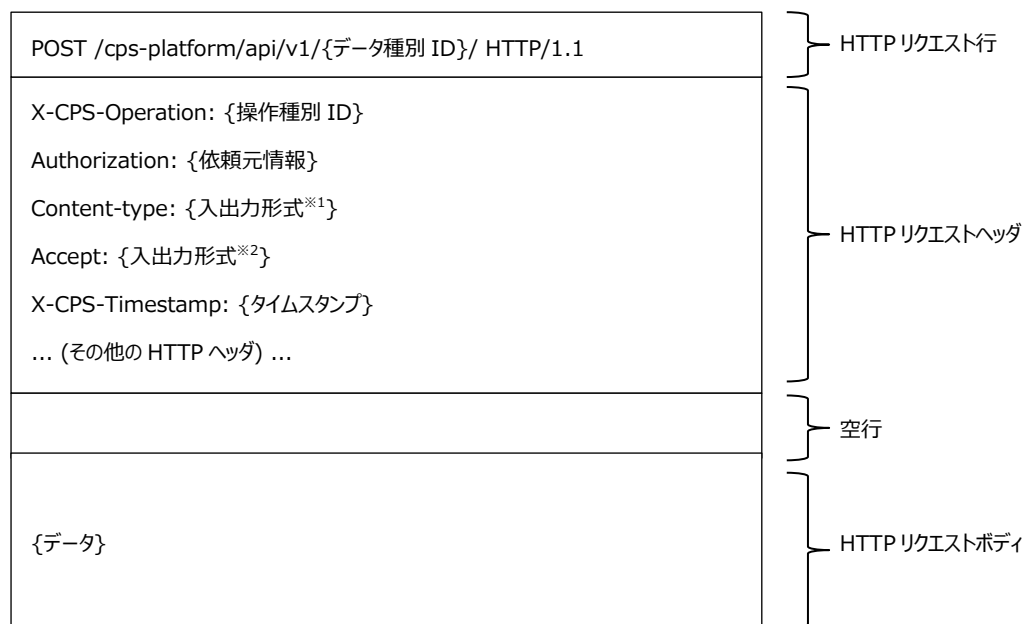 POST /cps-platform/api/v1/{データ種別 ID}/ HTTP/1.1
HTTP リクエスト行
X-CPS-Operation: {操作種別 ID}
Authorization: {依頼元情報}
Content-type: {入出力形式※1}
Accept: {入出力形式※2}
X-CPS-Timestamp: {タイムスタンプ}
... (その他の HTTP ヘッダ) ...
HTTP リクエストヘッダ
空行
{データ}
HTTP リクエストボディ